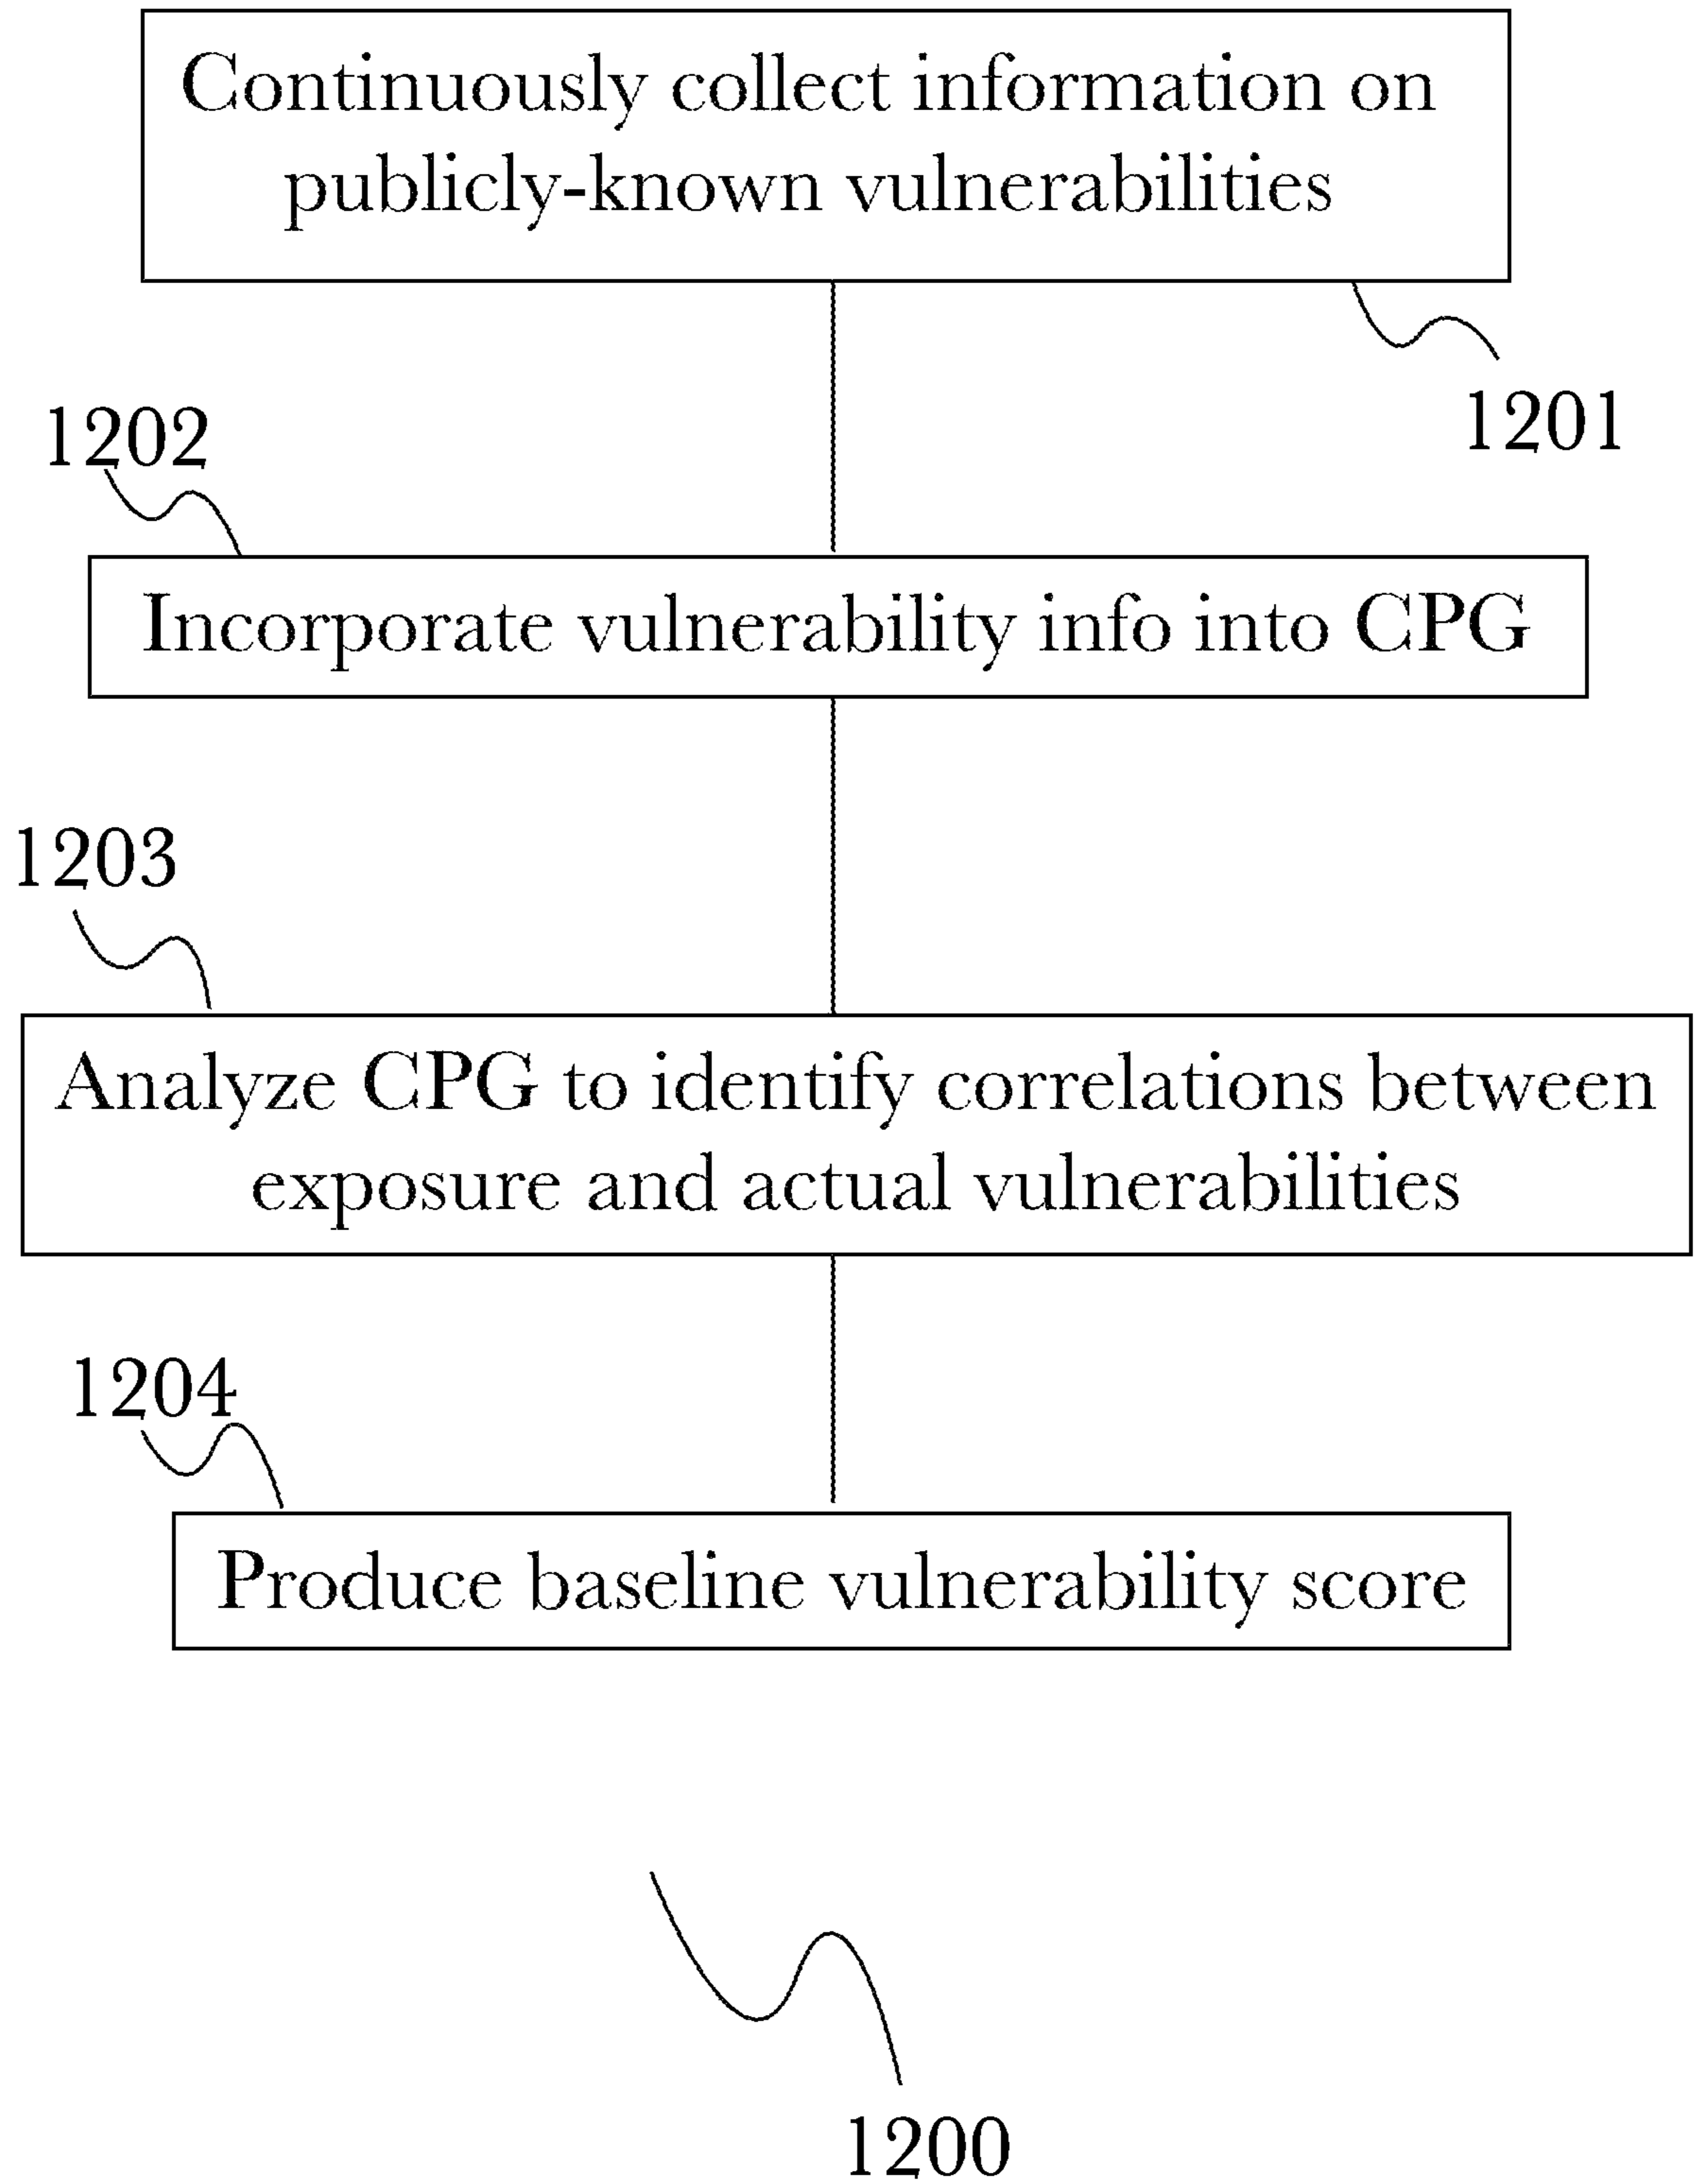 Continuously collect information on
publicly-known vulnerabilities
1201
1202
Incorporate vulnerability info into CPG
1203
Analyze CPG to identify correlations between
exposure and actual vulnerabilities
1204
Produce baseline vulnerability score
1200